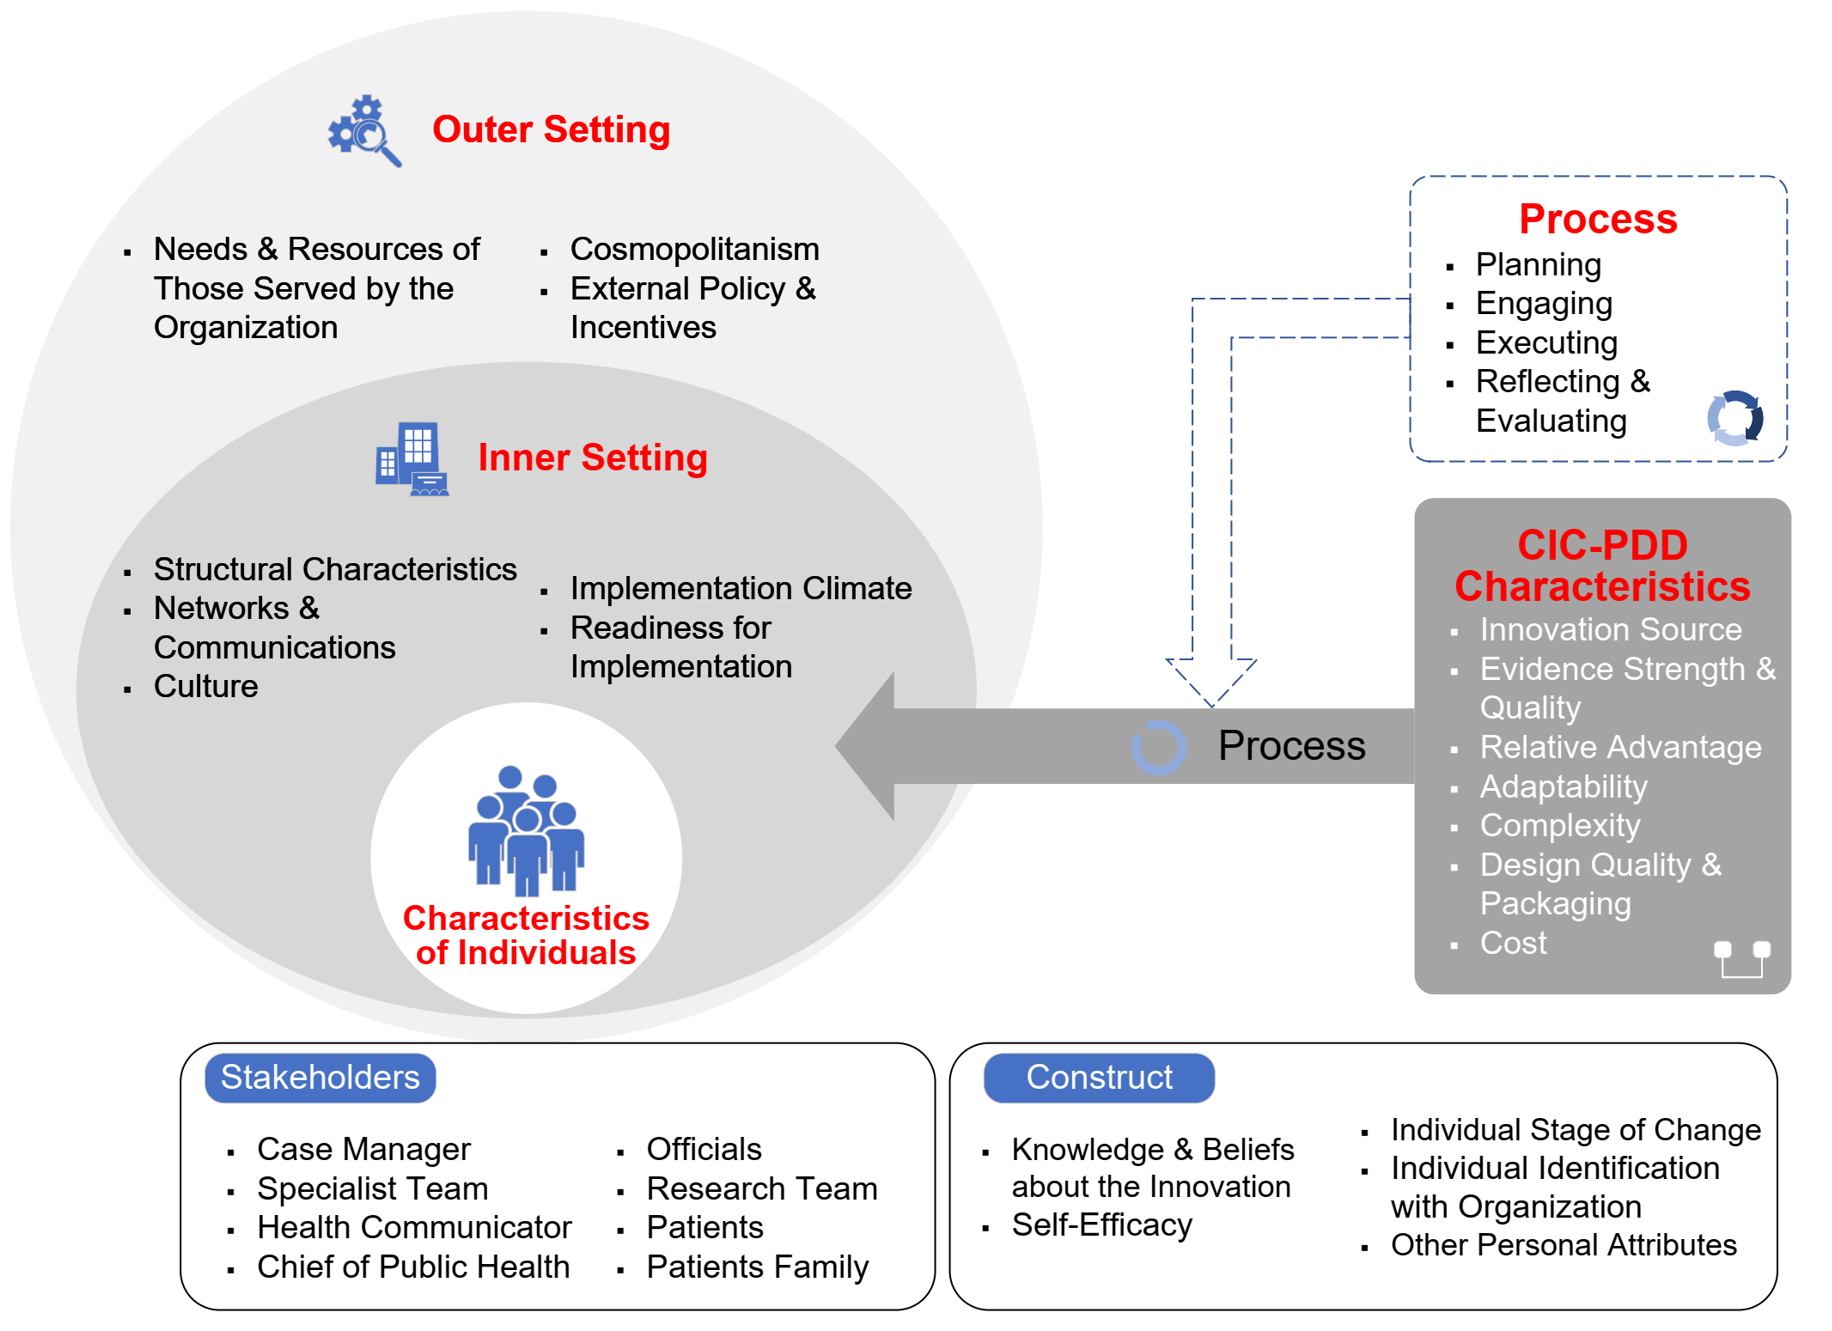 Outer Setting
Needs & Resources of
Those Served by the
Organization
Cosmopolitanism
External Policy &
Incentives
Inner Setting
Structural Characteristics
Networks &
Communications
Culture
Implementation Climate
Readiness for
Implementation
Characteristics
of Individuals
Process
Planning
Engaging
Executing
Reflecting &
Evaluating
Process
CIC-PDD
Characteristics
Innovation Source
Evidence Strength &
Quality
Relative Advantage
Adaptability
Complexity
Design Quality &
Packaging
Cost
Stakeholders
Case Manager
Specialist Team
Health Communicator
Chief of Public Health
Officials
Research Team
Patients
Patients Family
Construct
Knowledge & Beliefs
about the Innovation
Self-Efficacy
Individual Stage of Change
Individual Identification
with Organization
Other Personal Attributes